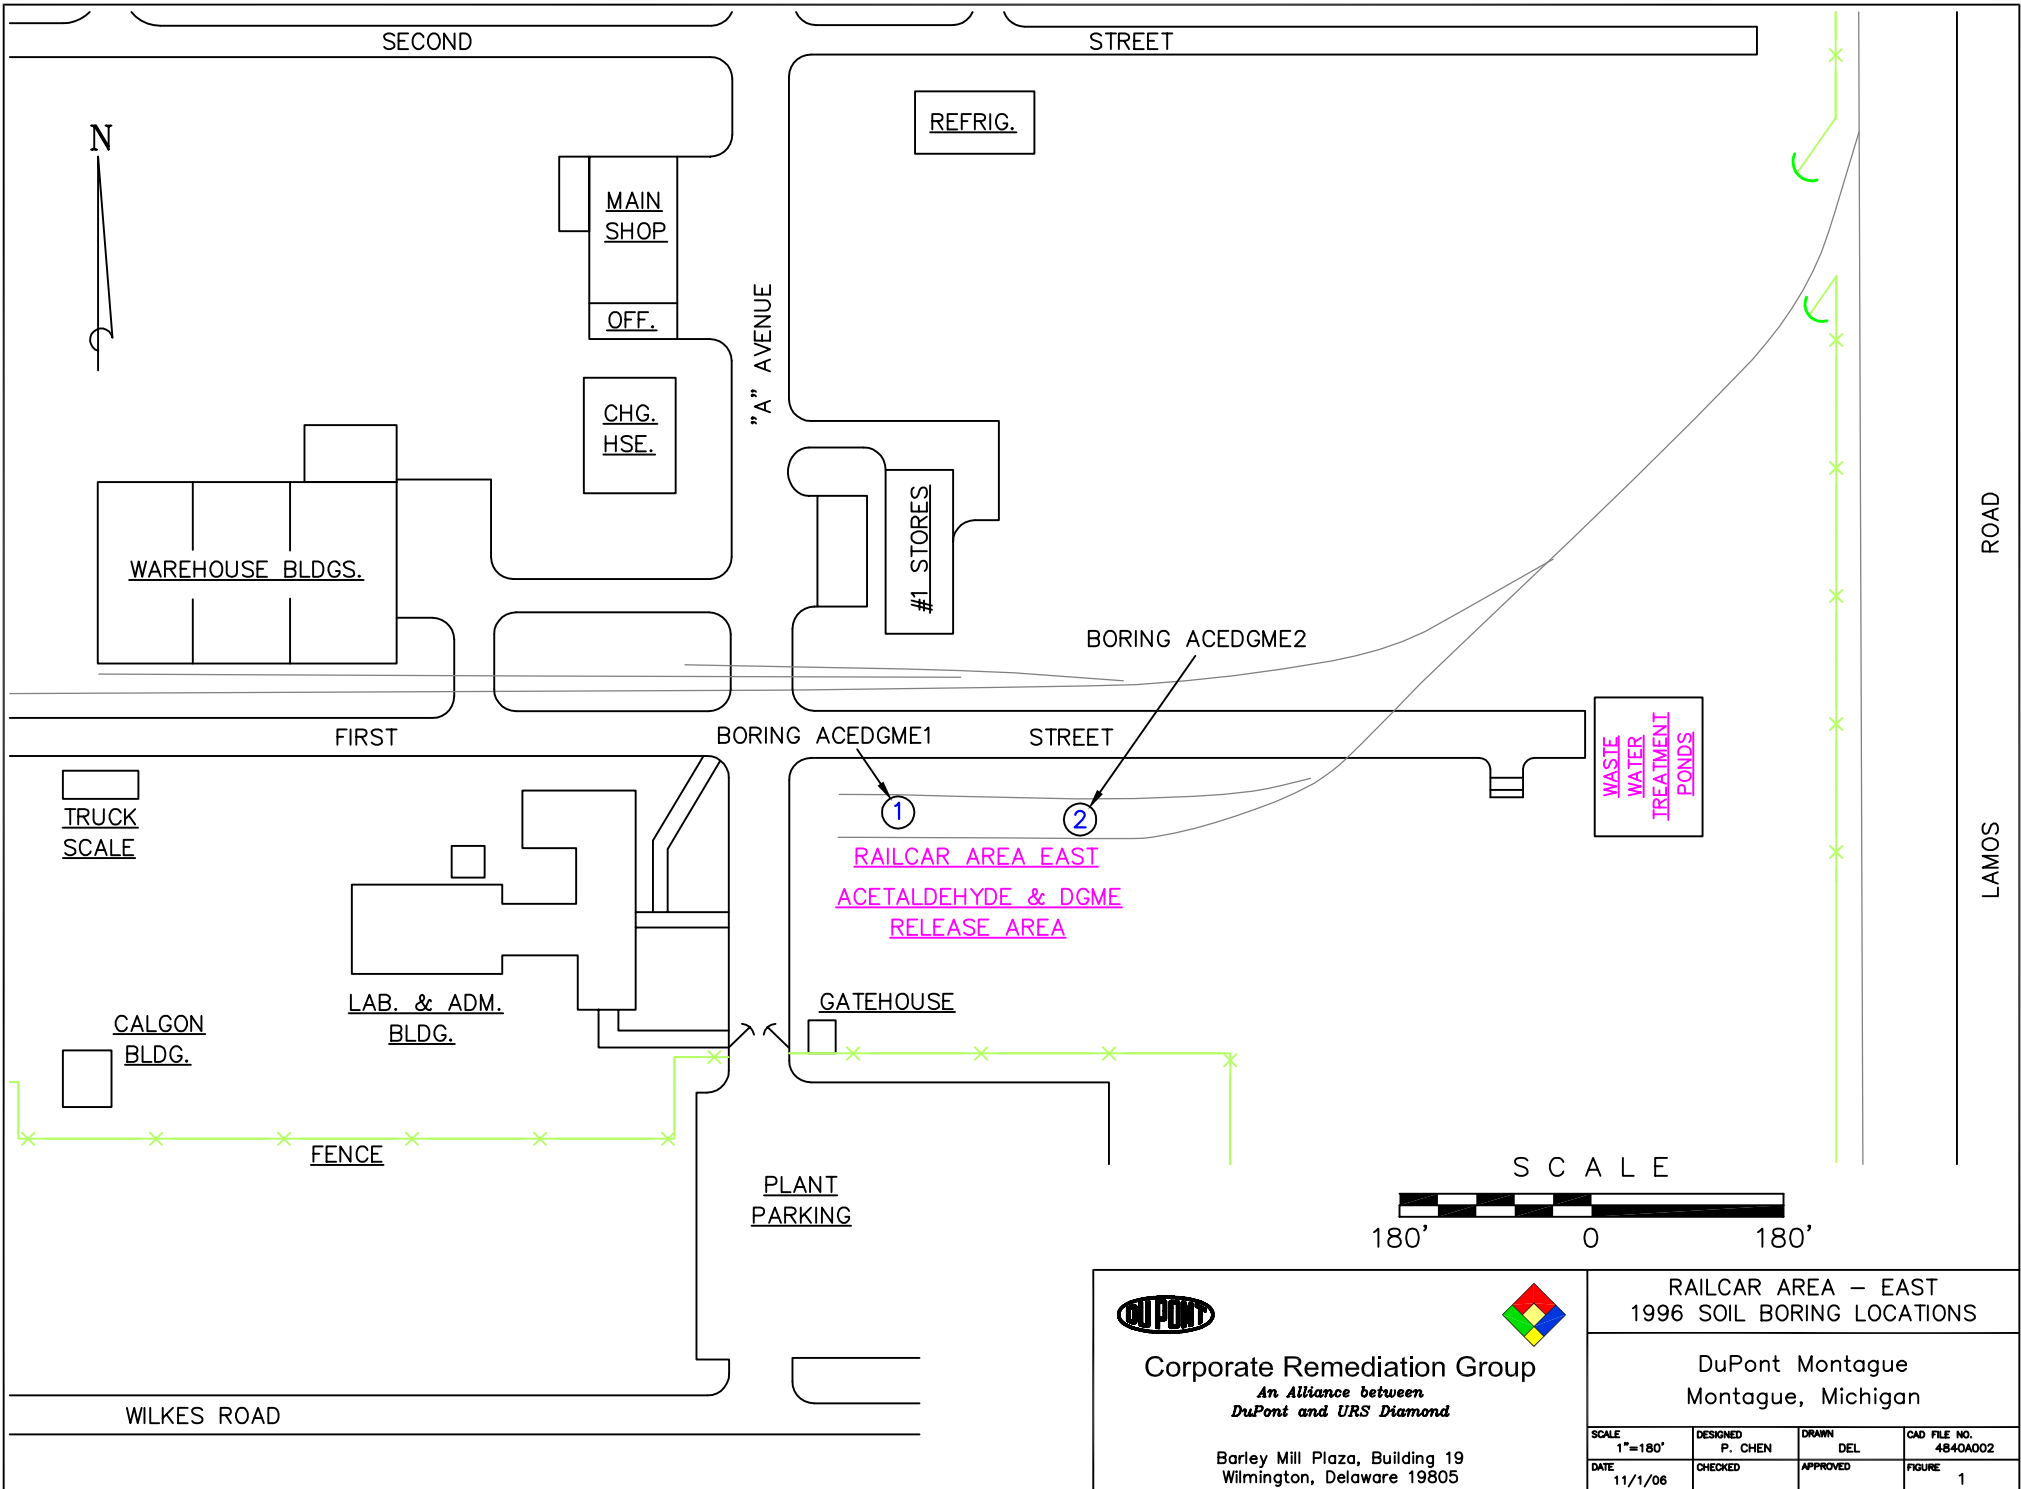 SECOND STREET
N
REFRIG.
MAIN
SHOP
OFF.
"A" AVENUE
CHG.
HSE.
#1 STORES
WAREHOUSE BLDGS.
ROAD
BORING ACEDGME2
FIRST STREET
BORING ACEDGME1
WASTE
WATER
TREATMENT
PONDS
1
2
TRUCK
SCALE
RAILCAR AREA EAST
ACETALDEHYDE & DGME
RELEASE AREA
LAMOS
LAB. & ADM.
BLDG.
GATEHOUSE
CALGON
BLDG.
FENCE
PLANT
PARKING
SCALE
180' 0 180'
WILKES ROAD
DU PONT
Corporate Remediation Group
An Alliance between
DuPont and URS Diamond
Barley Mill Plaza, Building 19
Wilmington, Delaware 19805
RAILCAR AREA – EAST
1996 SOIL BORING LOCATIONS
DuPont Montague
Montague, Michigan
SCALE
1"=180'
DESIGNED
P. CHEN
DRAWN
DEL
CAD FILE NO.
4840A002
DATE
11/1/06
CHECKED
APPROVED
FIGURE
1